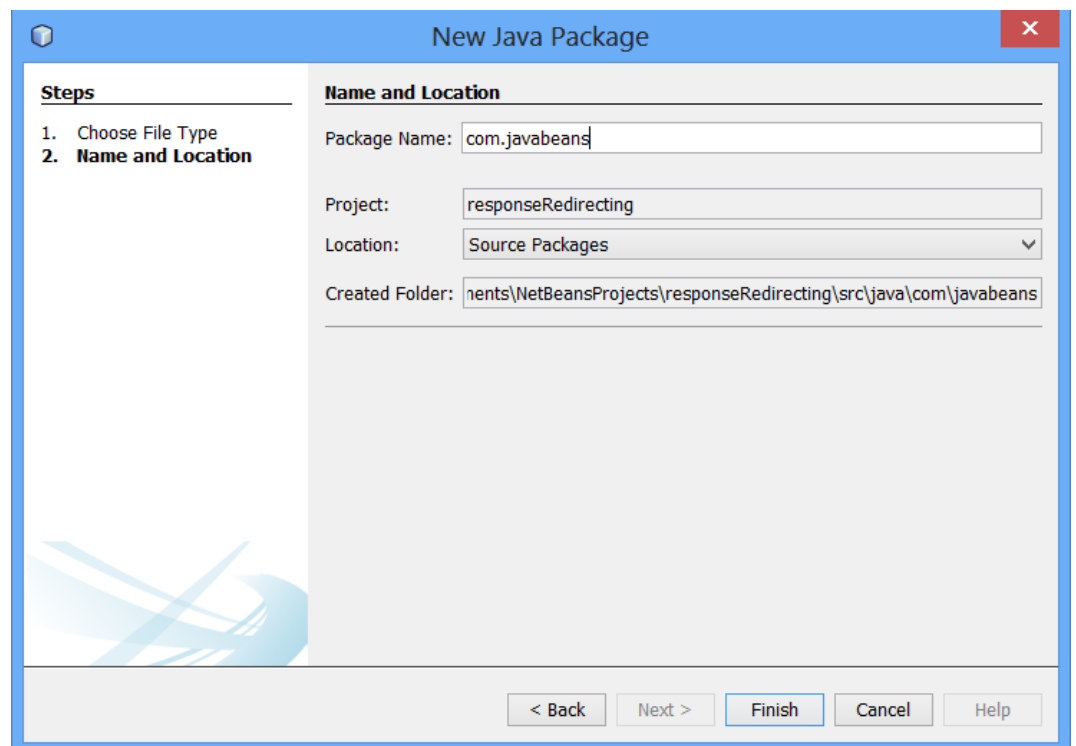 New Java Package
Steps
1. Choose File Type
2. Name and Location
Name and Location
Package Name: com.javabeans
Project: responseRedirecting
Location: Source Packages
Created Folder: nents\NetBeansProjects\responseRedirecting\src\java\com\javabeans
< Back Next > Finish Cancel Help